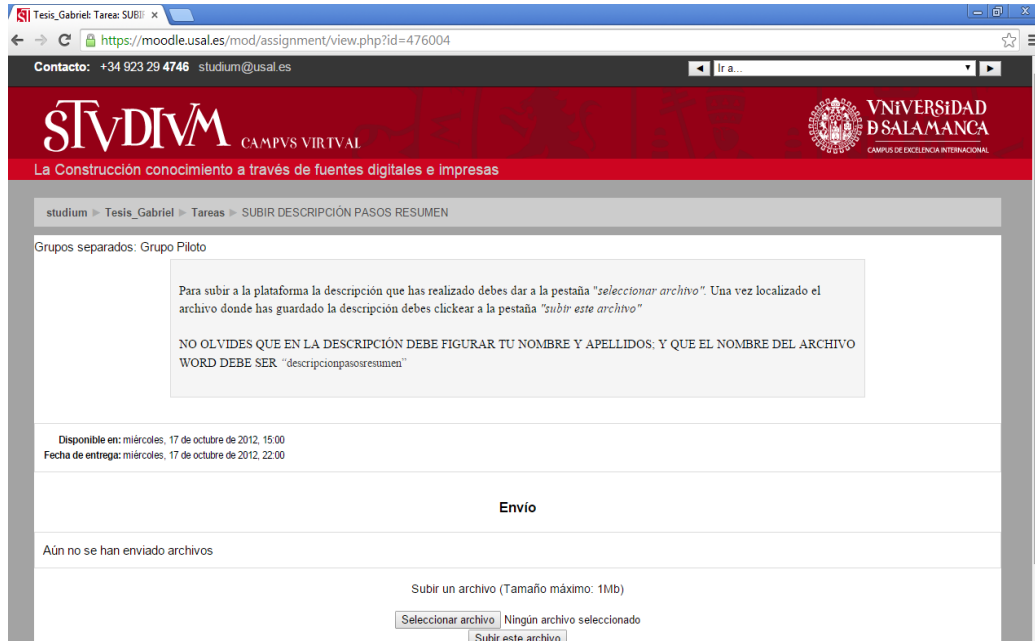 Tesis_Gabriel: Tarea: SUBIR
https://moodle.usal.es/mod/assignment/view.php?id=476004
Contacto: +34 923 29 4746 studium@usal.es
Ir a...
STVDIVM CAMPVS VIRTVAL
VNiVERSiDAD
D SALAMANCA
CAMPUS DE EXCELENCIA INTERNACIONAL
La Construcción conocimiento a través de fuentes digitales e impresas
studium ► Tesis_Gabriel ► Tareas ► SUBIR DESCRIPCIÓN PASOS RESUMEN
Grupos separados: Grupo Piloto
Para subir a la plataforma la descripción que has realizado debes dar a la pestaña "seleccionar archivo". Una vez localizado el
archivo donde has guardado la descripción debes clickear a la pestaña "subir este archivo"
NO OLVIDES QUE EN LA DESCRIPCIÓN DEBE FIGURAR TU NOMBRE Y APELLIDOS; Y QUE EL NOMBRE DEL ARCHIVO
WORD DEBE SER “descripcionpasosresumen”
Disponible en: miércoles, 17 de octubre de 2012, 15:00
Fecha de entrega: miércoles, 17 de octubre de 2012, 22:00
Envío
Aún no se han enviado archivos
Subir un archivo (Tamaño máximo: 1Mb)
Seleccionar archivo Ningún archivo seleccionado
Subir este archivo